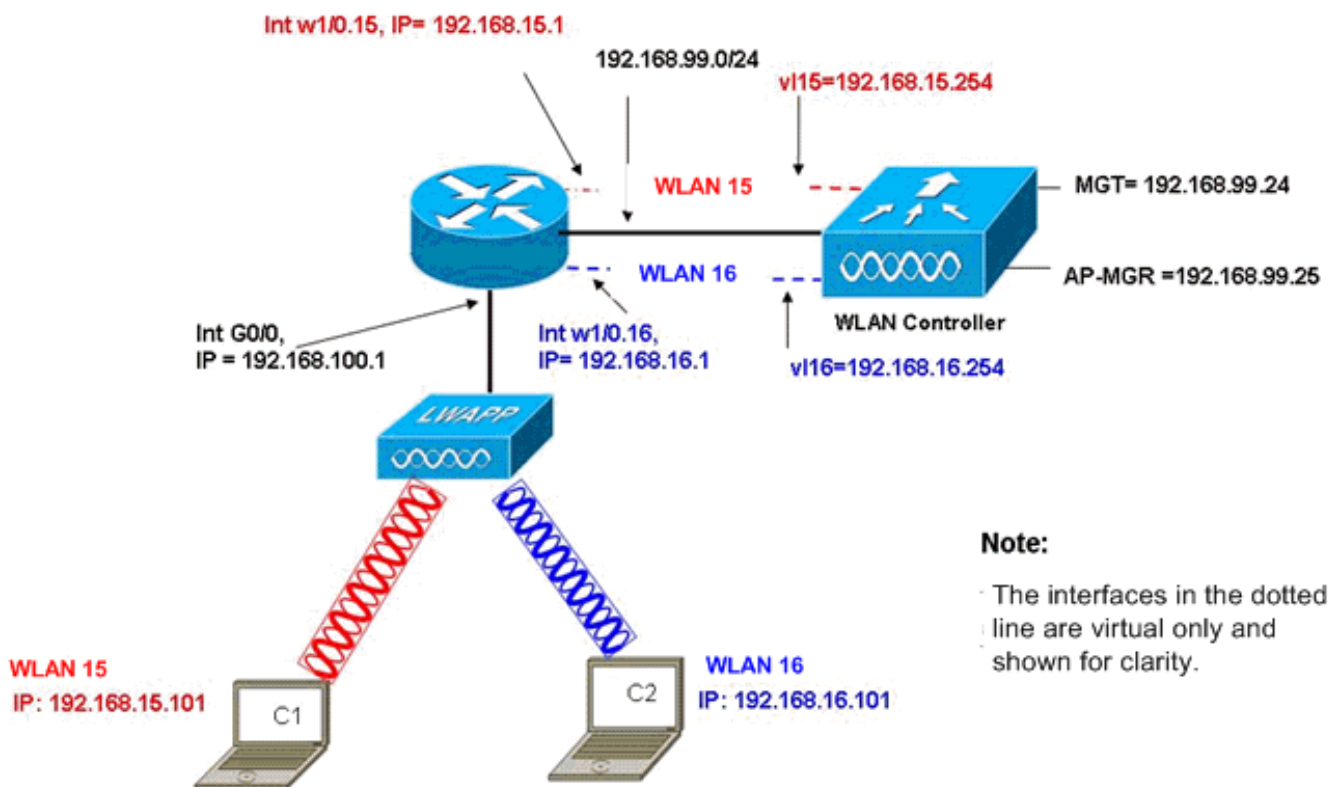 Int w1/0.15, IP= 192.168.15.1
192.168.99.0/24
vl15=192.168.15.254
WLAN 15
MGT= 192.168.99.24
WLAN 16
AP-MGR =192.168.99.25
WLAN Controller
Int G0/0,
IP = 192.168.100.1
Int w1/0.16,
IP= 192.168.16.1
vl16=192.168.16.254
LWAPP
Note:
The interfaces in the dotted
line are virtual only and
shown for clarity.
WLAN 15
IP: 192.168.15.101
C1
WLAN 16
IP: 192.168.16.101
C2